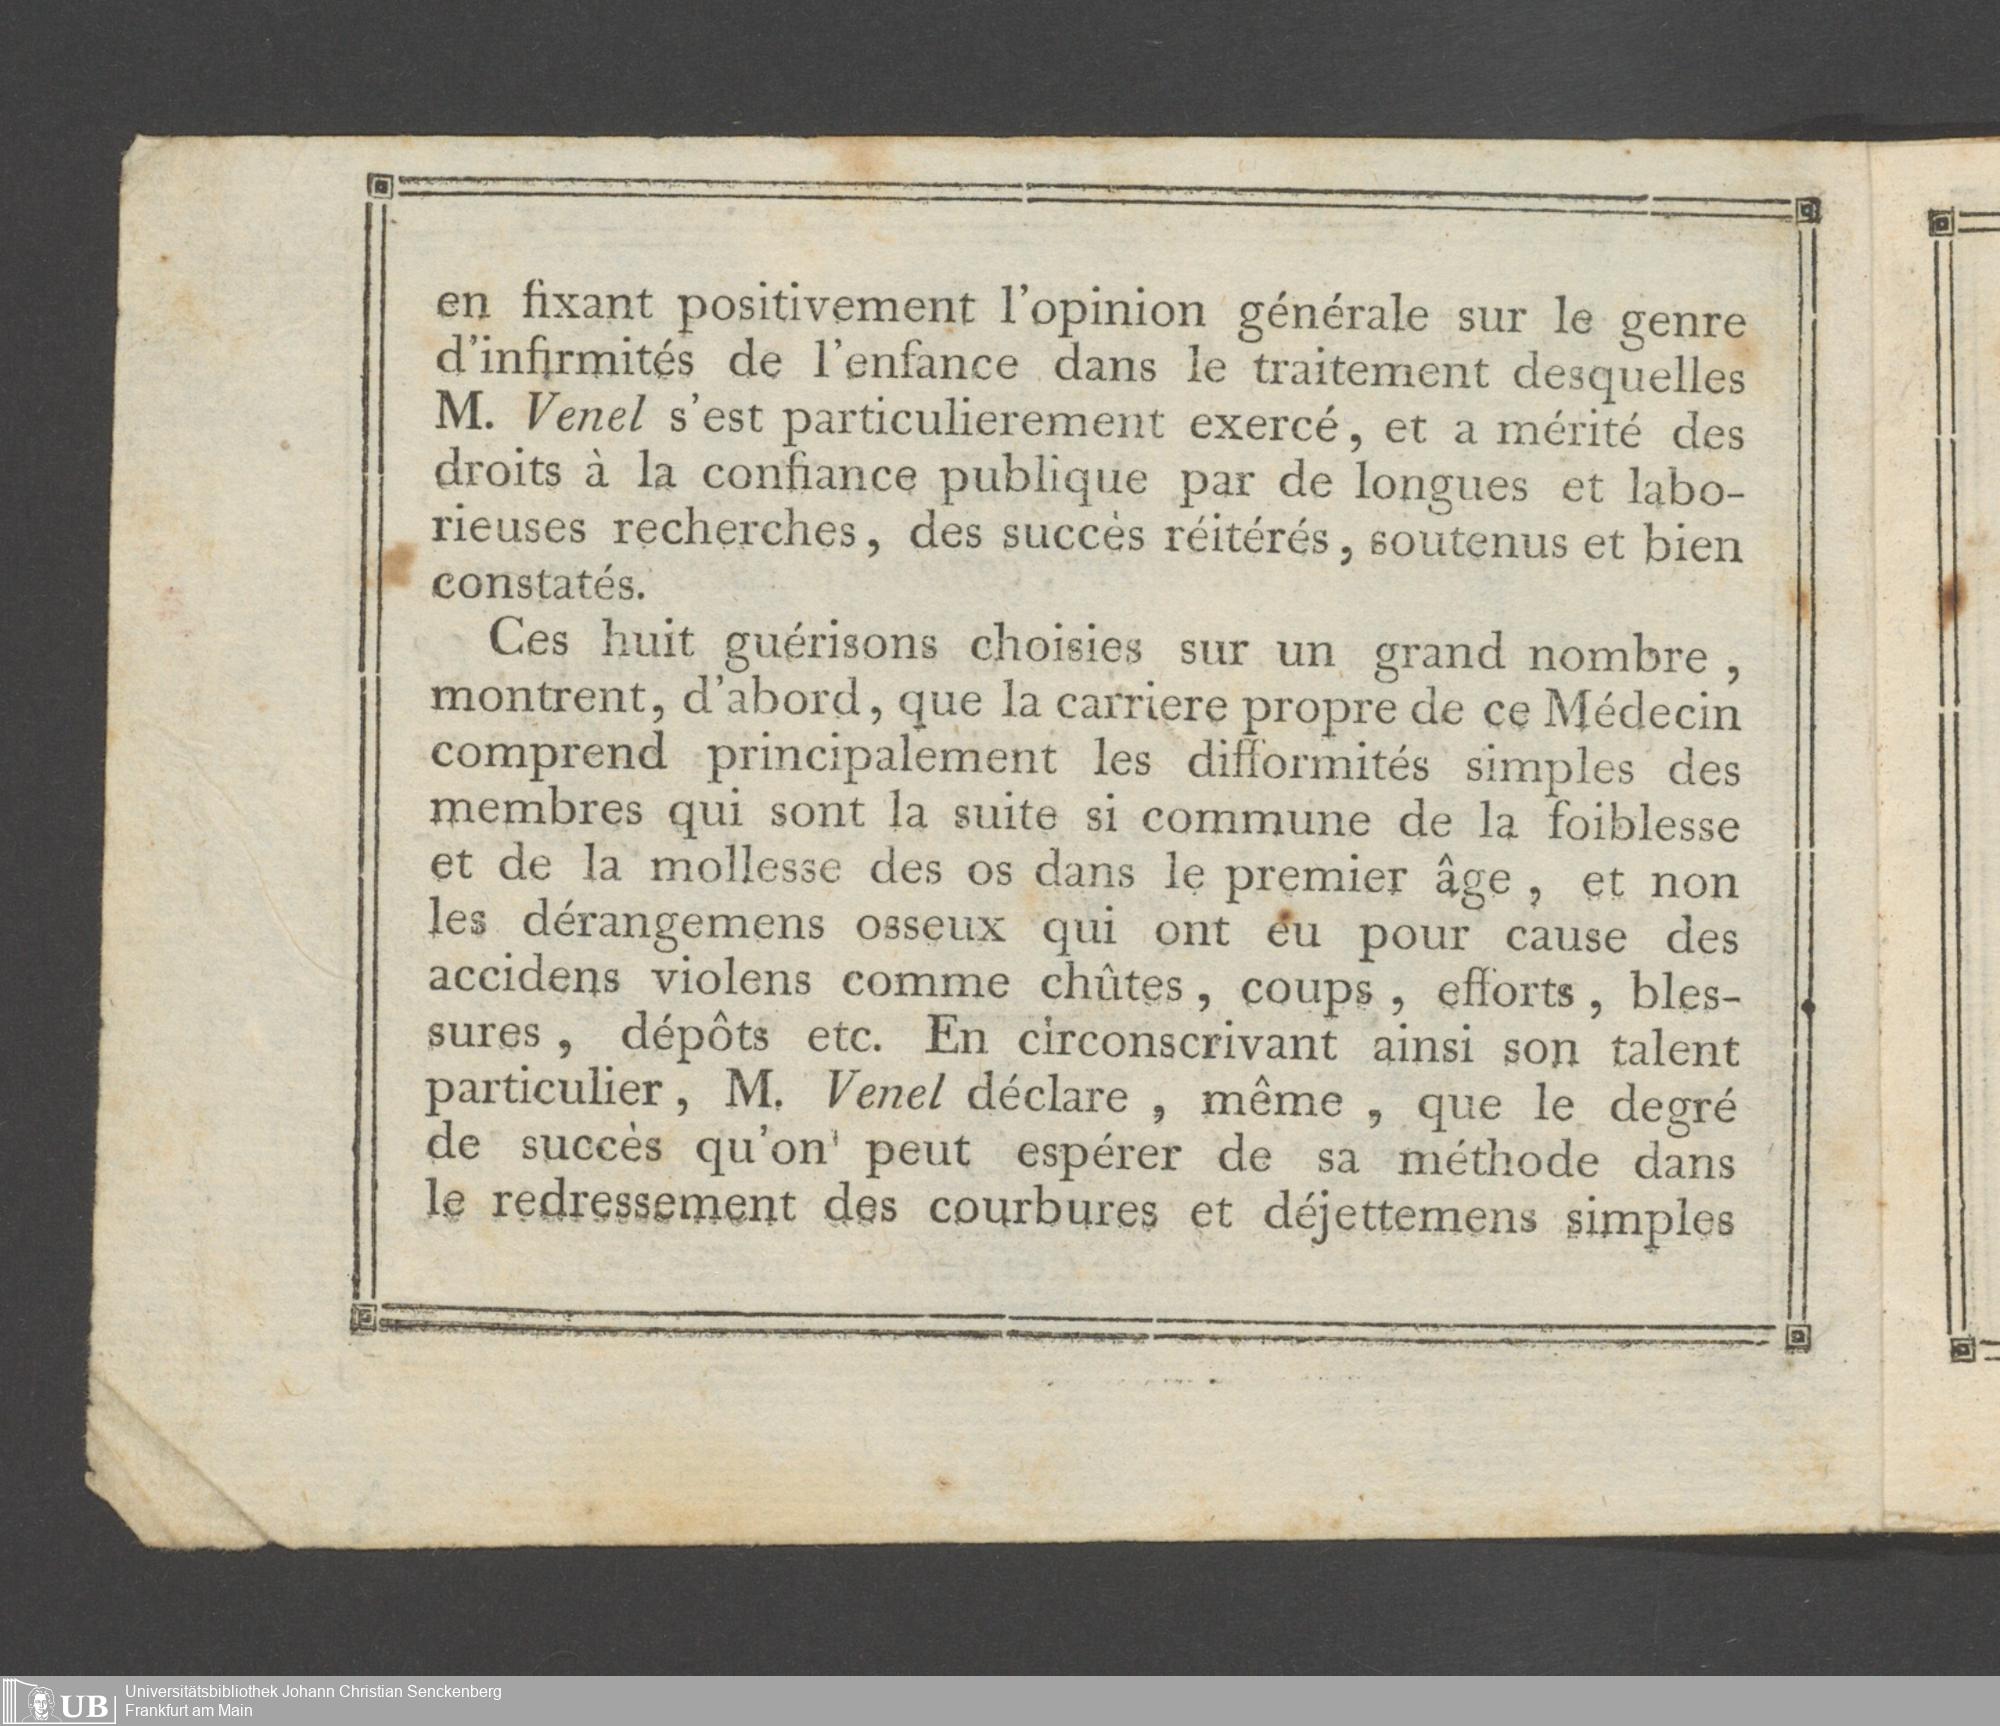 en fixant positivement l'opinion générale sur le genre
d'infirmités de l'enfance dans le traitement desquelles
M. Venel s'est particulierement exercé, et a mérité des
droits à la confiance publique par de longues et labo-
rieuses recherches, des succès réitérés, soutenus et bien
constatés.
Ces huit guérisons choisies sur un grand nombre,
montrent, d'abord, que la carriere propre de ce Médecin
comprend principalement les difformités simples des
membres qui sont la suite si commune de la foiblesse
et de la mollesse des os dans le premier âge, et non
les dérangemens osseux qui ont eu pour cause des
accidens violens comme chûtes, coups, efforts, bles-
sures, dépôts etc. En circonscrivant ainsi son talent
particulier, M. Venel déclare, même, que le degré
de succès qu'on peut espérer de sa méthode dans
le redressement des courbures et déjettemens simples
UB
Universitätsbibliothek Johann Christian Senckenberg
Frankfurt am Main